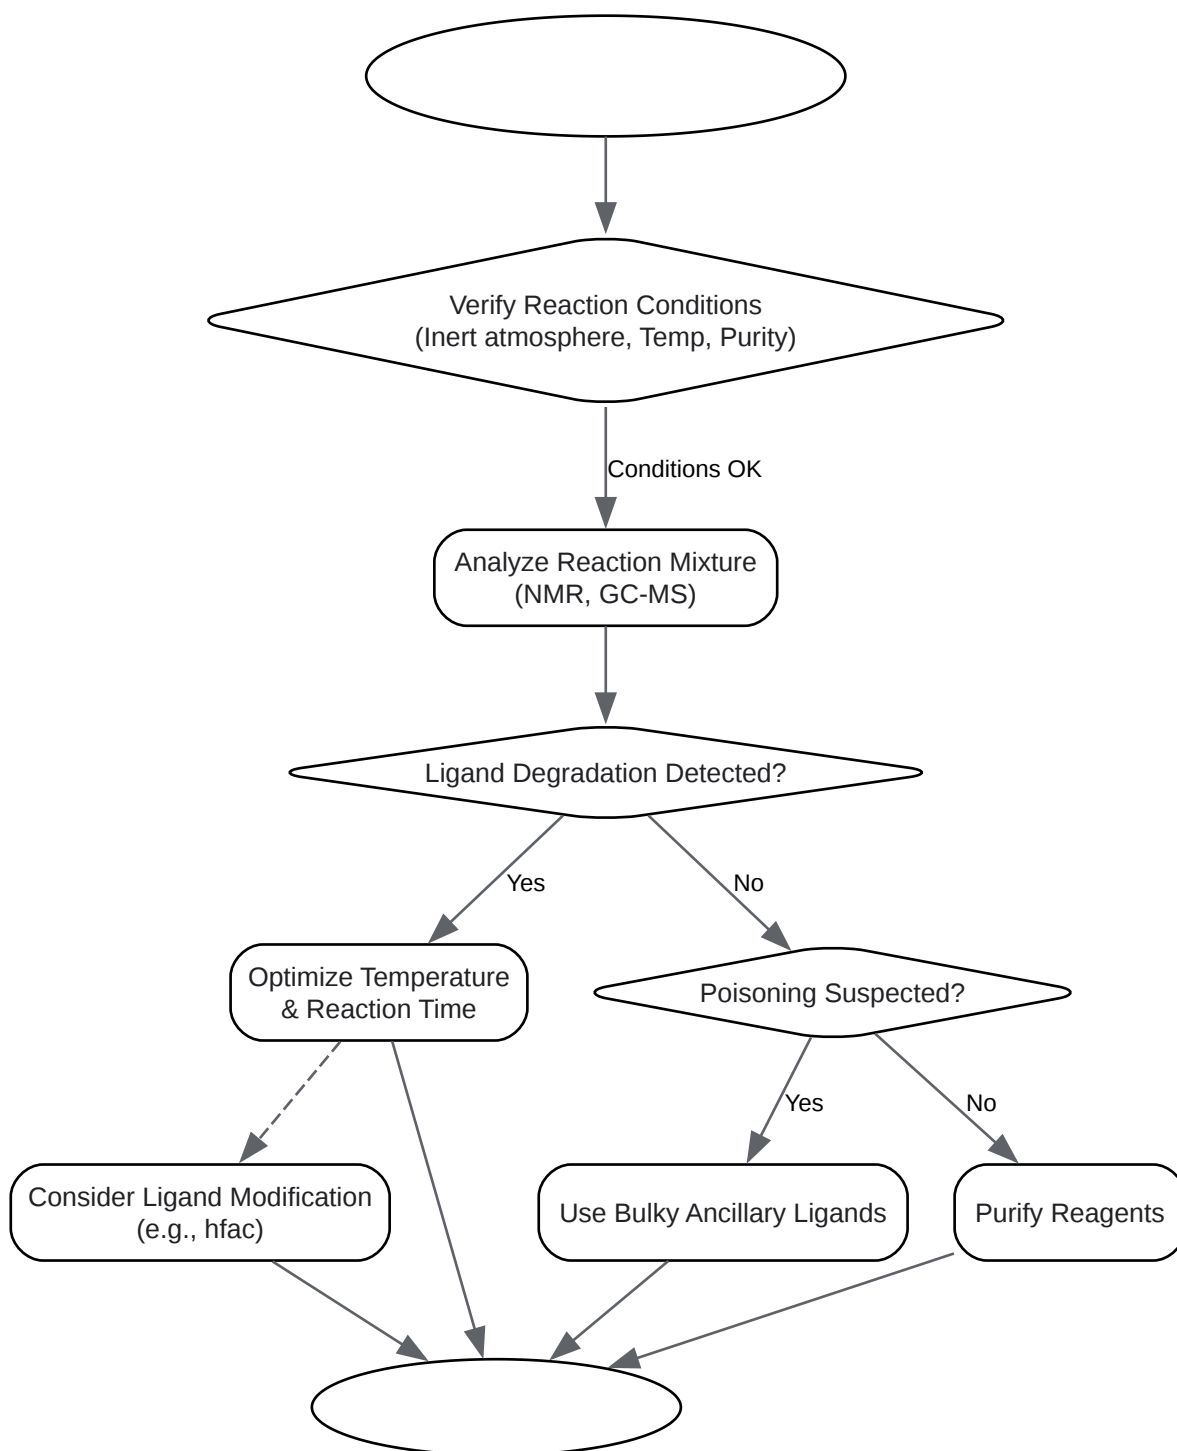 Verify Reaction Conditions
(Inert atmosphere, Temp, Purity)
Conditions OK
Analyze Reaction Mixture
(NMR, GC-MS)
Ligand Degradation Detected?
Yes
No
Optimize Temperature
& Reaction Time
Poisoning Suspected?
Yes
No
Consider Ligand Modification
(e.g., hfac)
Use Bulky Ancillary Ligands
Purify Reagents